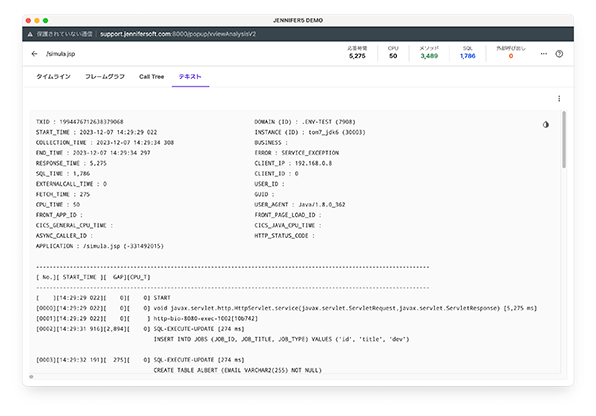 JENNIFER5 DEMO
保護されていない通信 support.jennifersoft.com:8000/popup/xviewAnalysisV2
/simula.jsp
応答時間 CPU メソッド SQL 外部呼び出し
5,275 50 3,489 1,786 0
タイムライン フレームグラフ Call Tree テキスト
TXID : 1994476712638379068 DOMAIN (ID) : .ENV-TEST (7908)
START_TIME : 2023-12-07 14:29:29 022 INSTANCE (ID) : tom7_jdk6 (30003)
COLLECTION_TIME : 2023-12-07 14:29:34 308 BUSINESS :
END_TIME : 2023-12-07 14:29:34 297 ERROR : SERVICE_EXCEPTION
RESPONSE_TIME : 5,275 CLIENT_IP : 192.168.0.8
SQL_TIME : 1,786 CLIENT_ID : 0
EXTERNALCALL_TIME : 0 USER_ID :
FETCH_TIME : 275 GUID :
CPU_TIME : 50 USER_AGENT : Java/1.8.0_362
FRONT_APP_ID : FRONT_PAGE_LOAD_ID :
CICS_GENERAL_CPU_TIME : CICS_JAVA_CPU_TIME :
ASYNC_CALLER_ID : HTTP_STATUS_CODE :
APPLICATION : /simula.jsp (-331492015)
[ No.][ START_TIME ][ GAP][CPU_T]
[ ][14:29:29 022][ 0][ 0] START
[0000][14:29:29 022][ 0][ 0] void javax.servlet.http.HttpServlet.service(javax.servlet.ServletRequest,javax.servlet.ServletResponse) [5,275 ms]
[0001][14:29:29 022][ 0][ ] http-bio-8080-exec-1002[10b742]
[0002][14:29:31 916][2,894][ 0] SQL-EXECUTE-UPDATE [274 ms]
INSERT INTO JOBS (JOB_ID, JOB_TITLE, JOB_TYPE) VALUES ('id', 'title', 'dev')
[0003][14:29:32 191][ 275][ 0] SQL-EXECUTE-UPDATE [274 ms]
CREATE TABLE ALBERT (EMAIL VARCHAR2(255) NOT NULL)